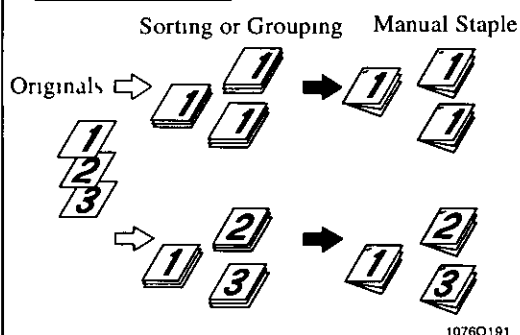 Sorting or Grouping Manual Staple
Originals
1 1
1 1 1 1
1
2
3
2 2
1 3 1 3
1076O191